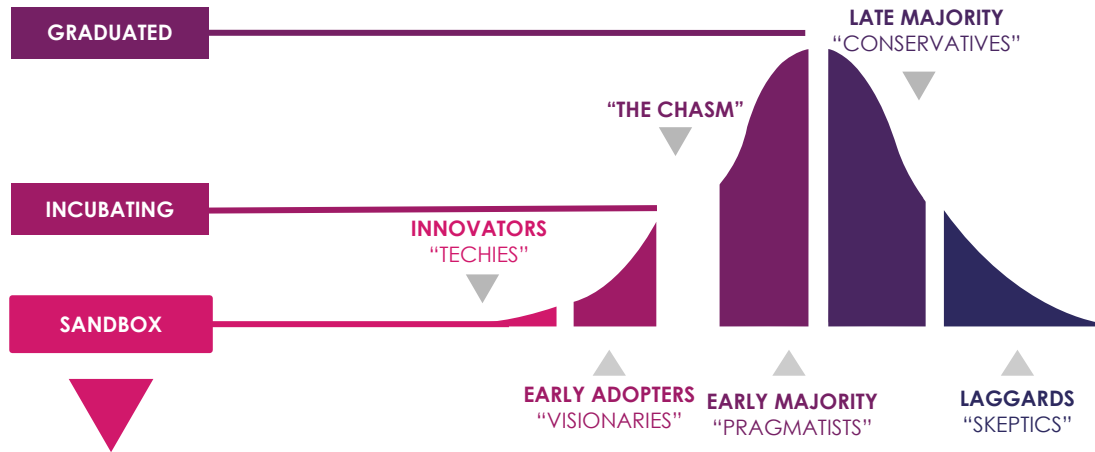 GRADUATED
LATE MAJORITY
“CONSERVATIVES”
“THE CHASM”
INCUBATING
INNOVATORS
“TECHIES”
SANDBOX
EARLY ADOPTERS
“VISIONARIES”
EARLY MAJORITY
“PRAGMATISTS”
LAGGARDS
“SKEPTICS”